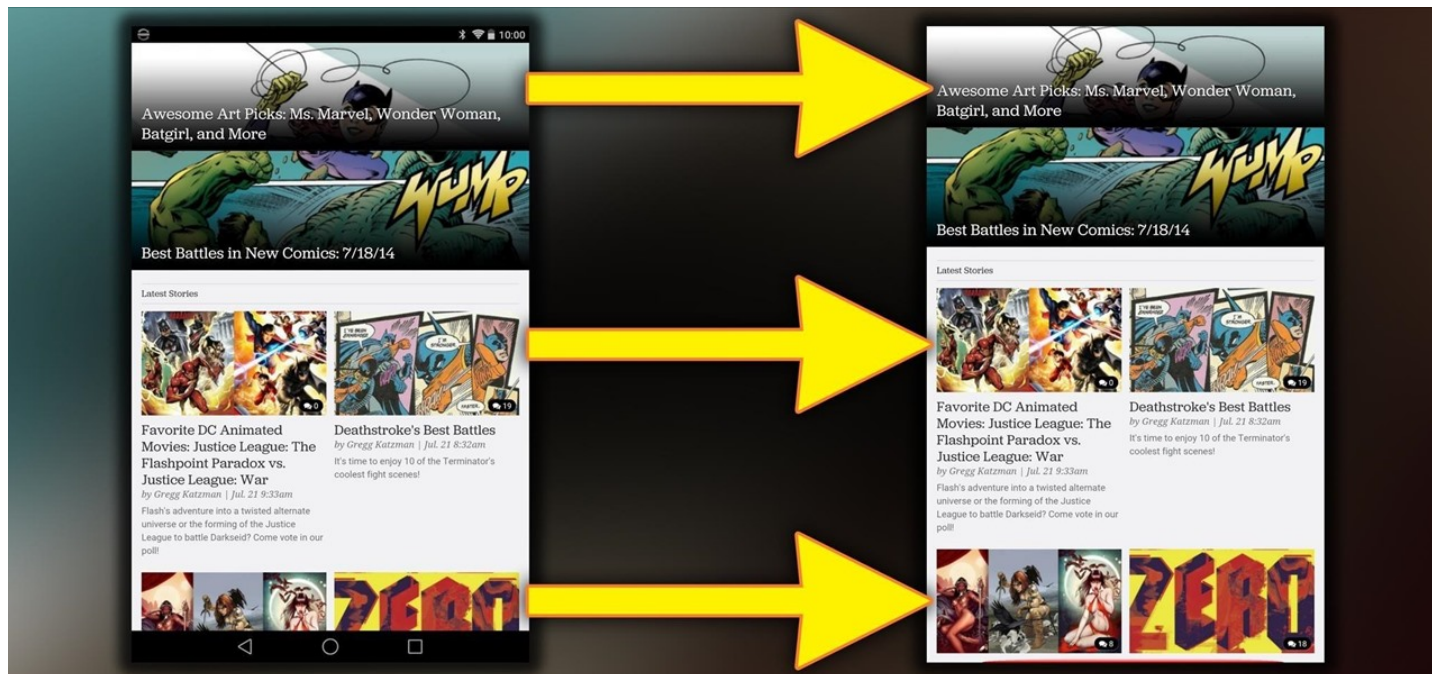 10:00
Awesome Art Picks: Ms. Marvel, Wonder Woman,
Batgirl, and More
WUMP
Best Battles in New Comics: 7/18/14
Latest Stories
I'M
STRONGER.
FASTER.
0
19
Favorite DC Animated
Movies: Justice League: The
Flashpoint Paradox vs.
Justice League: War
by Gregg Katzman | Jul. 21 9:33am
Flash's adventure into a twisted alternate
universe or the forming of the Justice
League to battle Darkseid? Come vote in our
poll!
Deathstroke's Best Battles
by Gregg Katzman | Jul. 21 8:32am
It's time to enjoy 10 of the Terminator's
coolest fight scenes!
ZERO
Awesome Art Picks: Ms. Marvel, Wonder Woman,
Batgirl, and More
WUMP
Best Battles in New Comics: 7/18/14
Latest Stories
I'M
STRONGER.
0
19
Favorite DC Animated
Movies: Justice League: The
Flashpoint Paradox vs.
Justice League: War
by Gregg Katzman | Jul. 21 9:33am
Flash's adventure into a twisted alternate
universe or the forming of the Justice
League to battle Darkseid? Come vote in our
poll!
Deathstroke's Best Battles
by Gregg Katzman | Jul. 21 8:32am
It's time to enjoy 10 of the Terminator's
coolest fight scenes!
8
ZERO
18